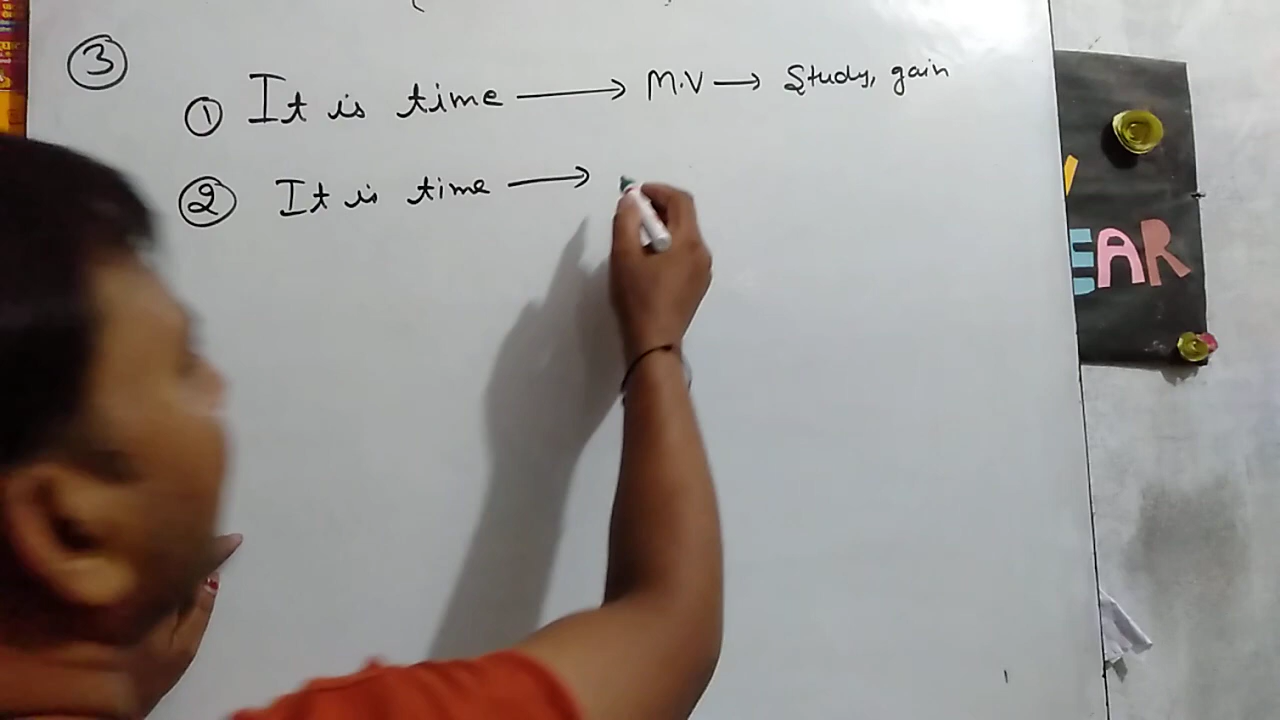 ③
① It is time ⟶ M.V ⟶ Study, gain
② It is time ⟶
EAR